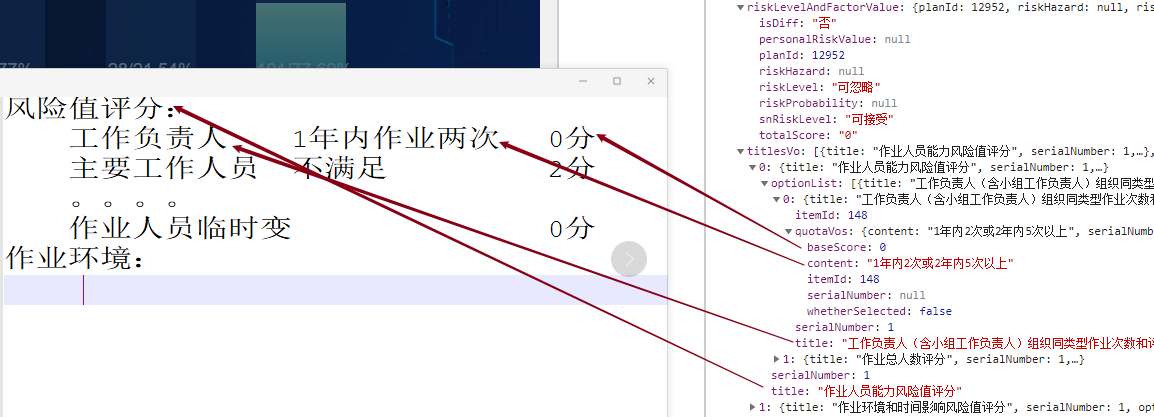 风险值评分：
工作负责人 1年内作业两次 0分
主要工作人员 不满足 2分
。。。。
作业人员临时变 0分
作业环境：
riskLevelAndFactorValue: {planId: 12952, riskHazard: null, ris
isDiff: "否"
personalRiskValue: null
planId: 12952
riskHazard: null
riskLevel: "可忽略"
riskProbability: null
snRiskLevel: "可接受"
totalScore: "0"
titlesVo: [{title: "作业人员能力风险值评分", serialNumber: 1,…},
0: {title: "作业人员能力风险值评分", serialNumber: 1,…}
optionList: [{title: "工作负责人（含小组工作负责人）组织同类
0: {title: "工作负责人（含小组工作负责人）组织同类型作业次数和
itemId: 148
quotaVos: {content: "1年内2次或2年内5次以上", serialNum
baseScore: 0
content: "1年内2次或2年内5次以上"
itemId: 148
serialNumber: null
whetherSelected: false
serialNumber: 1
title: "工作负责人（含小组工作负责人）组织同类型作业次数和评
1: {title: "作业总人数评分", serialNumber: 1,…}
serialNumber: 1
title: "作业人员能力风险值评分"
1: {title: "作业环境和时间影响风险值评分", serialNumber: 1, opt